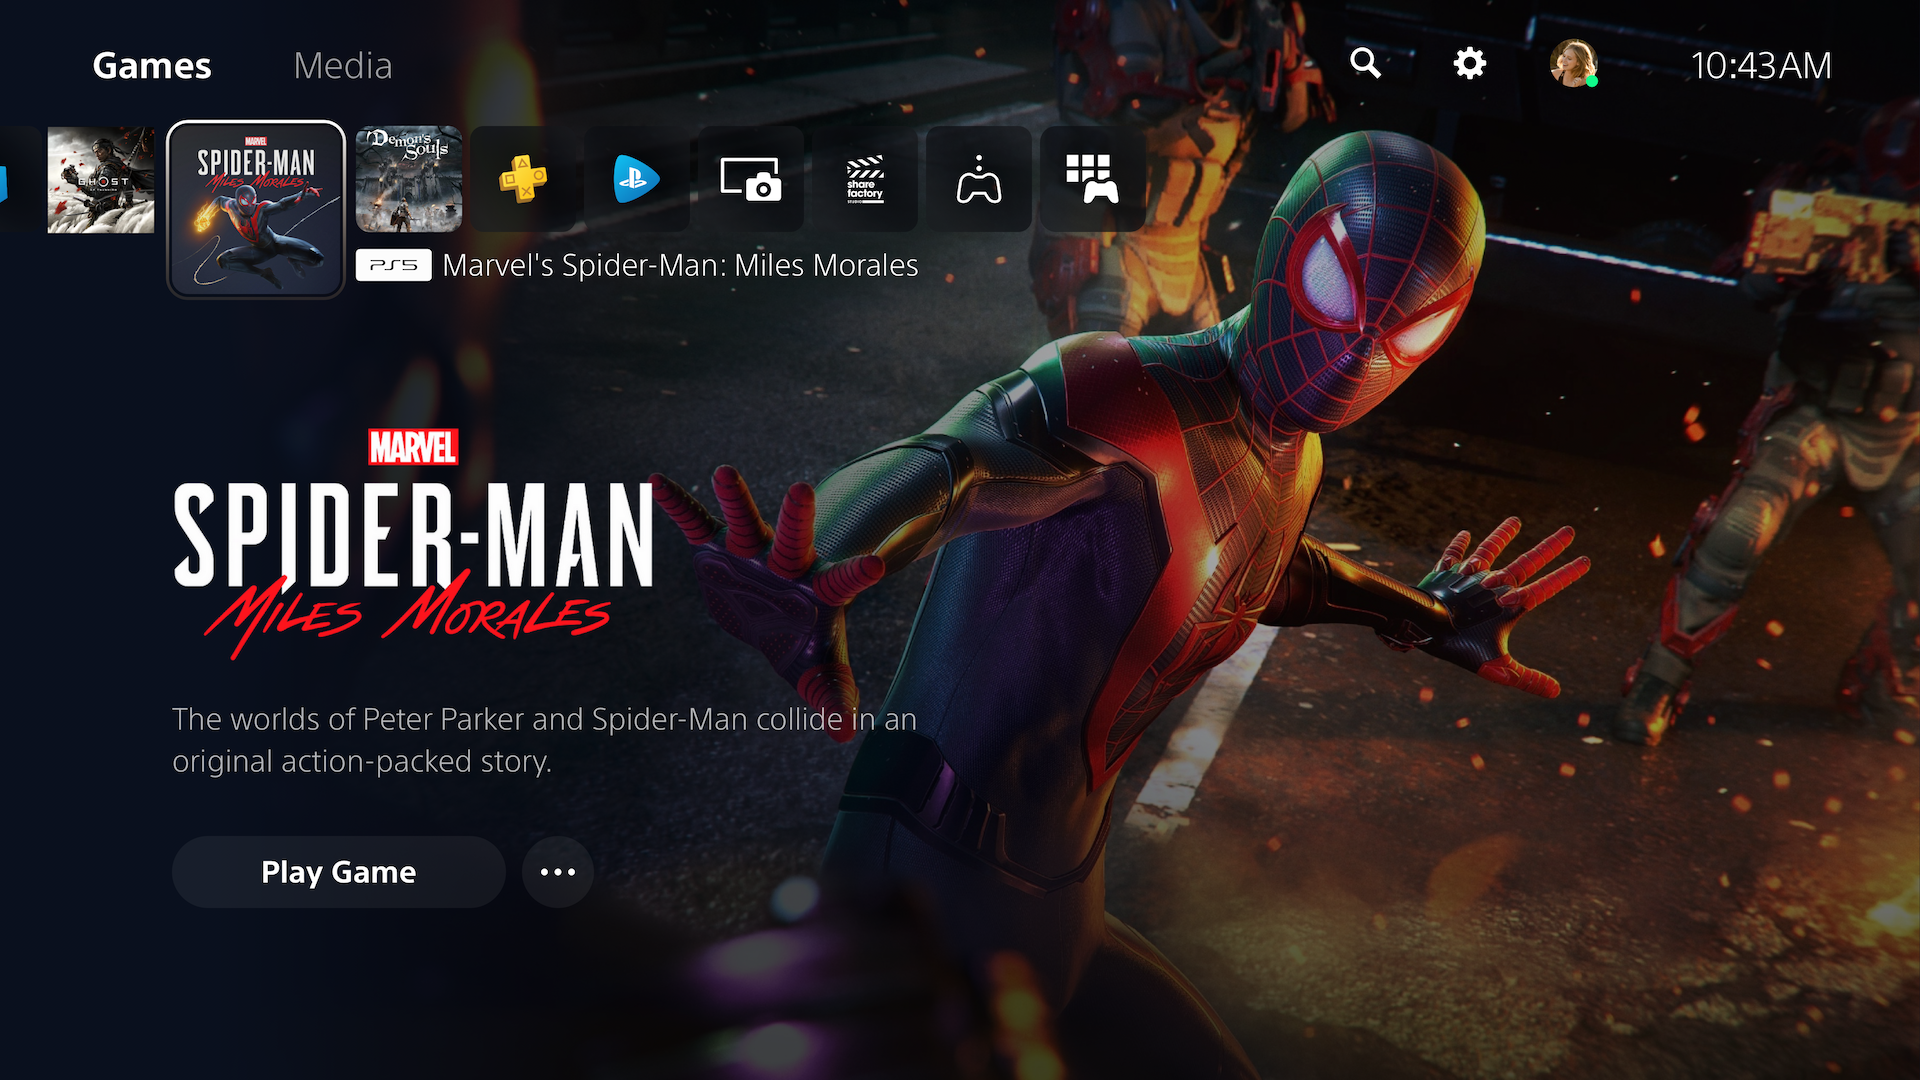 Games Media 10:43AM
GHOST
MARVEL
SPIDER-MAN
MILES MORALES
Demon's
Souls
share
factory
STUDIO
PS5 Marvel's Spider-Man: Miles Morales
MARVEL
SPIDER-MAN
MILES MORALES
The worlds of Peter Parker and Spider-Man collide in an
original action-packed story.
Play Game